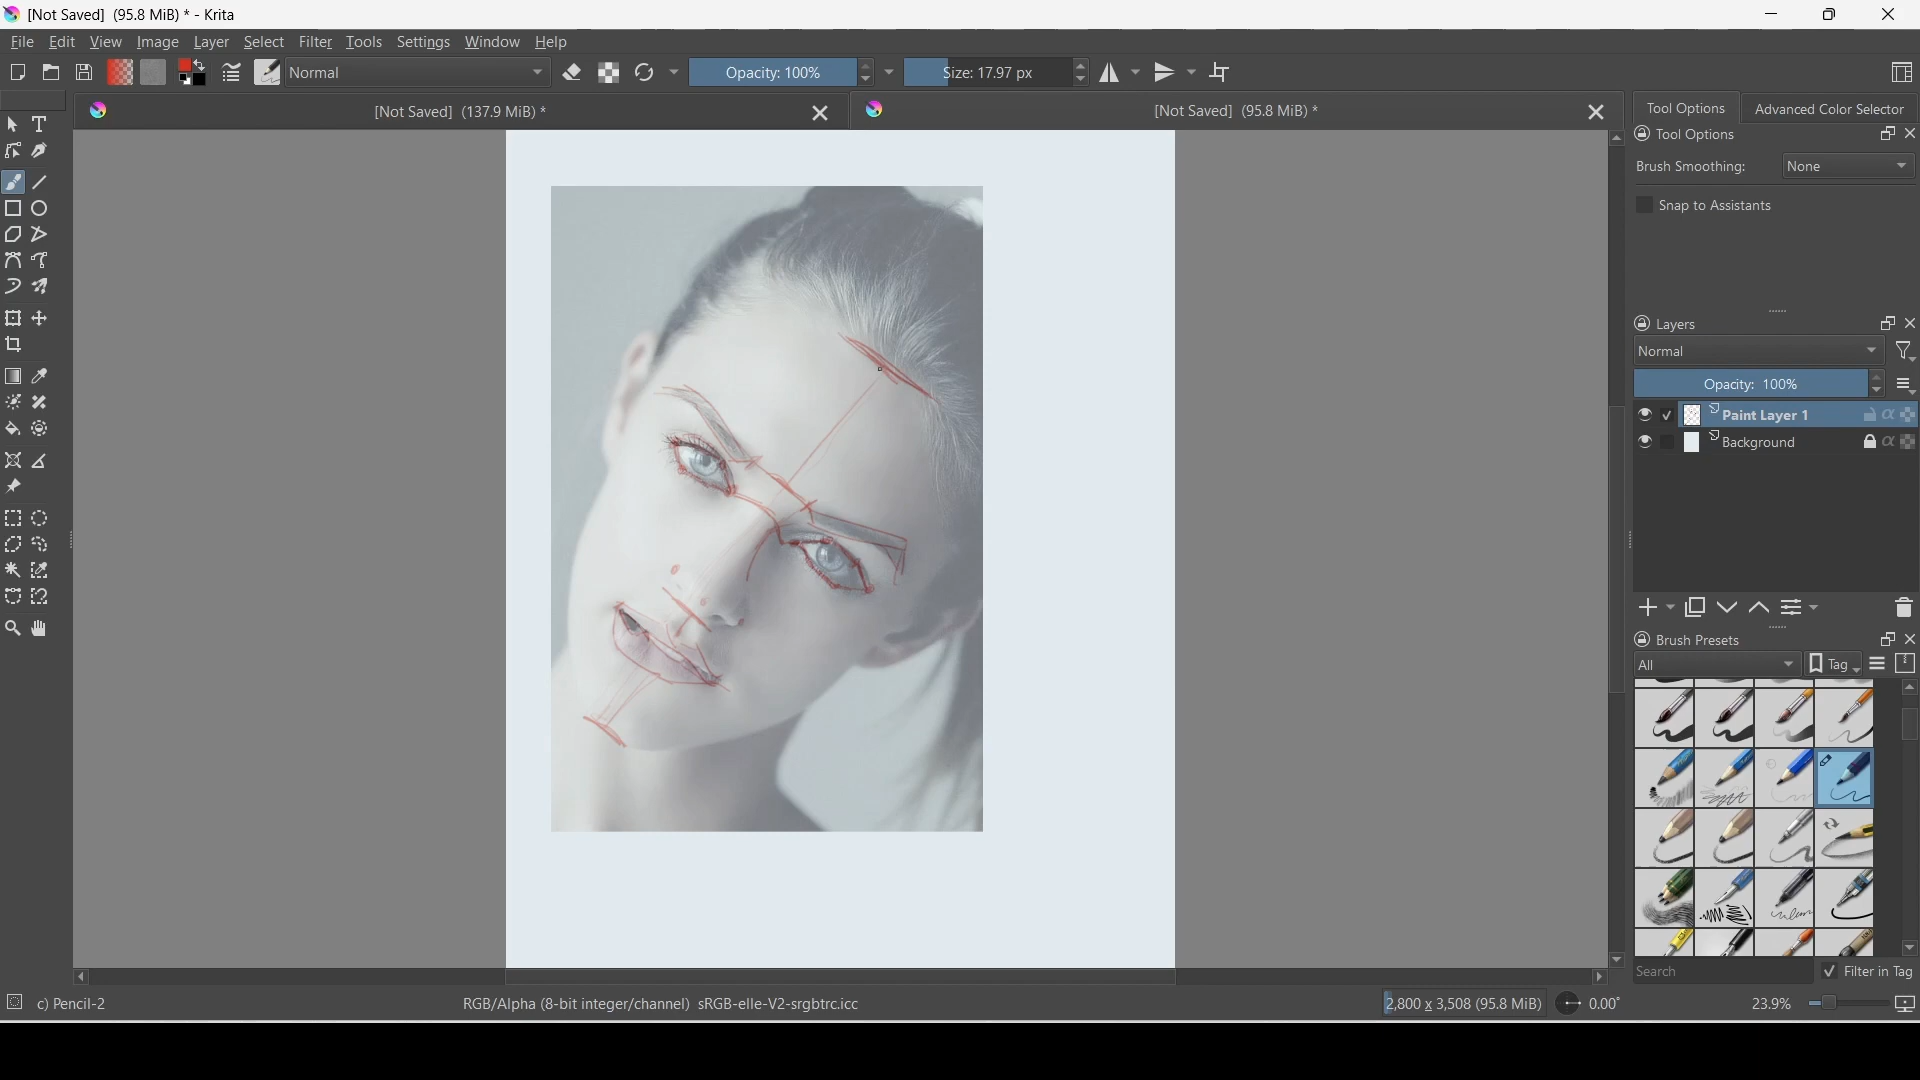 [Not Saved] (95.8 MiB) * - Krita
File Edit View Image Layer Select Filter Tools Settings Window Help
Normal Opacity: 100% Size: 17.97 px
[Not Saved] (137.9 MiB) * [Not Saved] (95.8 MiB) *
Tool Options Advanced Color Selector
Tool Options
Brush Smoothing: None
Snap to Assistants
Layers
Normal
Opacity: 100%
Paint Layer 1
Background
Brush Presets
All Tag
Search Filter in Tag
c) Pencil-2 RGB/Alpha (8-bit integer/channel) sRGB-elle-V2-srgbtrc.icc 2,800 x 3,508 (95.8 MiB) 0.00° 23.9%